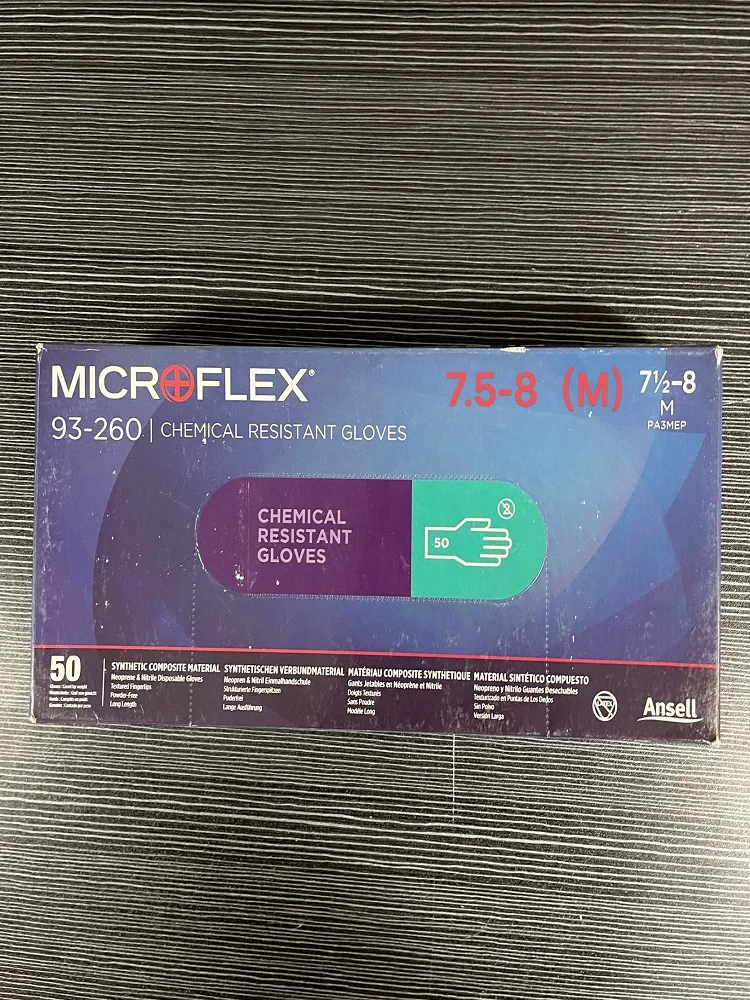 MICROFLEX®
7.5-8 (M)
7½-8
M
РАЗМЕР
93-260 | CHEMICAL RESISTANT GLOVES
CHEMICAL
RESISTANT
GLOVES
50
2
50
SYNTHETIC COMPOSITE MATERIAL
Neoprene & Nitrile Disposable Gloves
Textured Fingertips
Powder-Free
Long Length
SYNTHETISCHEN VERBUNDMATERIAL
Neopren & Nitril Einmalhandschuhe
Strukturierte Fingerspitzen
Puderfrei
Lange Ausführung
MATÉRIAU COMPOSITE SYNTHETIQUE
Gants Jetables en Néoprène et Nitrile
Doigts Texturés
Sans Poudre
Modèle Long
MATERIAL SINTÉTICO COMPUESTO
Neopreno y Nitrilo Guantes Desechables
Texturizado en Puntas de Los Dedos
Sin Polvo
Versión Larga
LATEX
Ansell